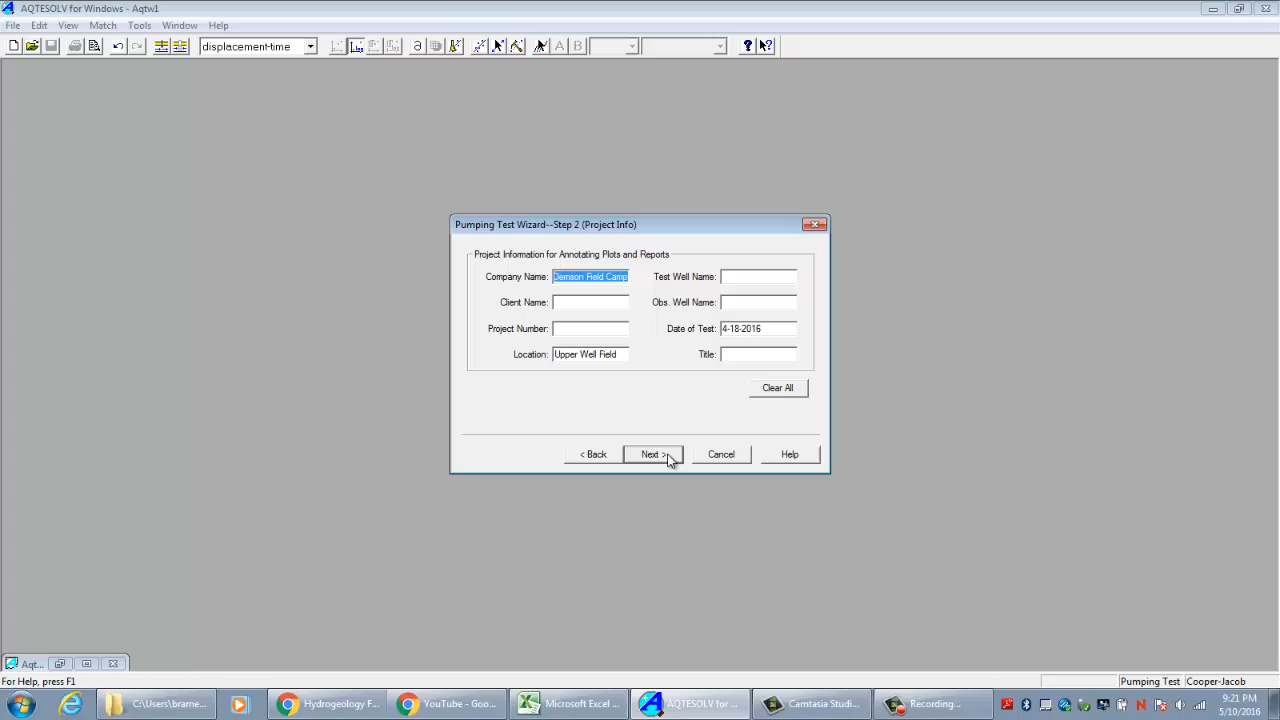 AQTESOLV for Windows - Aqtw1
File Edit View Match Tools Window Help
displacement-time
Pumping Test Wizard--Step 2 (Project Info)
Project Information for Annotating Plots and Reports
Company Name: Clemson Field Camp Test Well Name:
Client Name: Obs. Well Name:
Project Number: Date of Test: 4-18-2016
Location: Upper Well Field Title:
Clear All
< Back Next > Cancel Help
Aqt...
For Help, press F1 Pumping Test Cooper-Jacob
C:\Users\brame... Hydrogeology F... YouTube - Goo... Microsoft Excel ... AQTESOLV for ... Camtasia Studi... Recording...
9:21 PM
5/10/2016